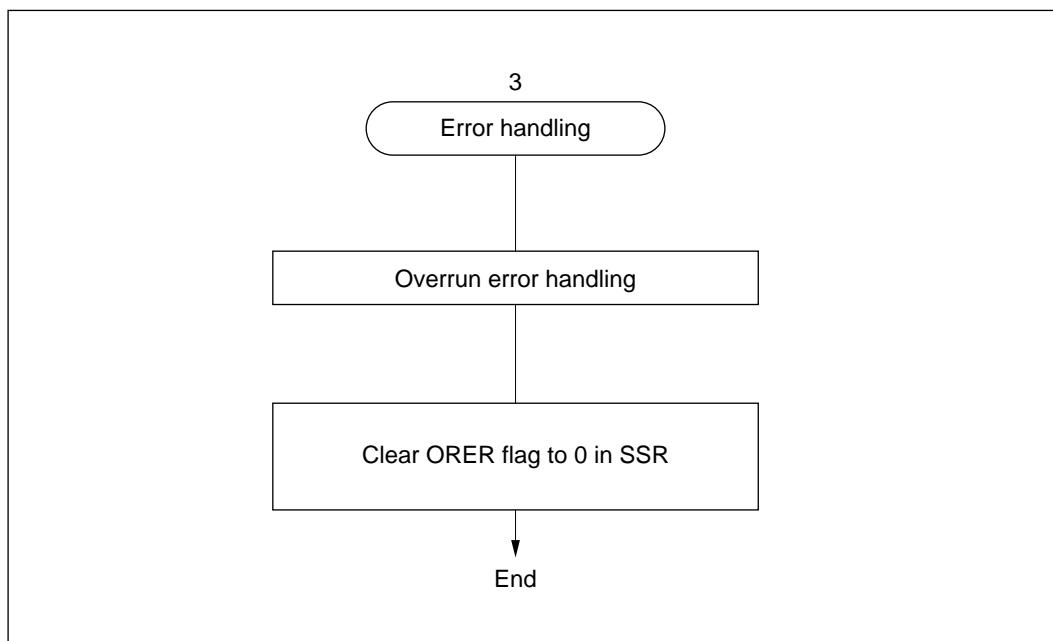 3
Error handling
Overrun error handling
Clear ORER flag to 0 in SSR
End